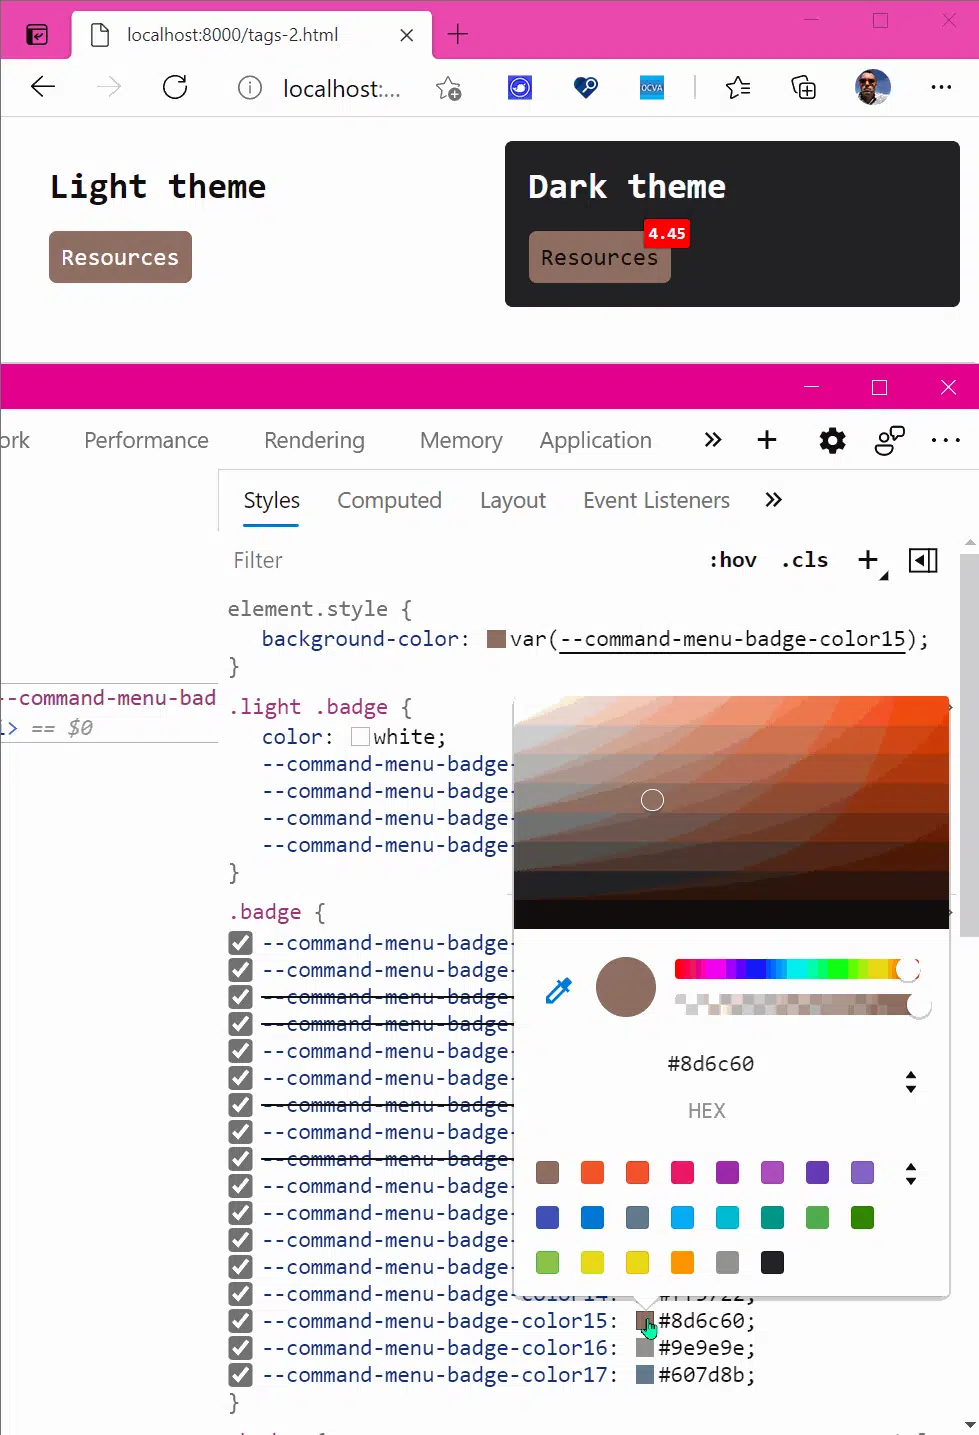 localhost:8000/tags-2.html
localhost:...
OCVA
Light theme
Resources
Dark theme
4.45
Resources
ork Performance Rendering Memory Application
Styles Computed Layout Event Listeners
Filter :hov .cls
element.style {
background-color: var(--command-menu-badge-color15);
}
--command-menu-bad
> == $0
.light .badge {
color: white;
--command-menu-badge-
--command-menu-badge-
--command-menu-badge-
--command-menu-badge-
}
.badge {
--command-menu-badge-
--command-menu-badge-
--command-menu-badge-
--command-menu-badge-
--command-menu-badge-
--command-menu-badge-
--command-menu-badge-
--command-menu-badge-
--command-menu-badge-
--command-menu-badge-
--command-menu-badge-
--command-menu-badge-
--command-menu-badge-
--command-menu-badge-color14: #ff5722;
--command-menu-badge-color15: #8d6c60;
--command-menu-badge-color16: #9e9e9e;
--command-menu-badge-color17: #607d8b;
}
#8d6c60
HEX